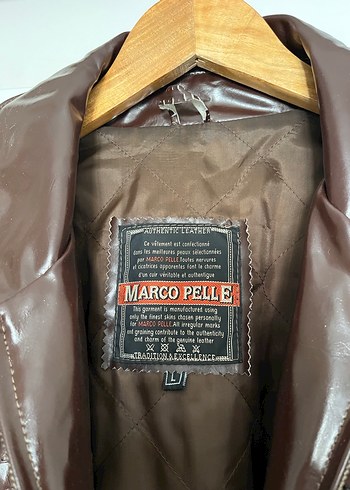 AUTHENTIC LEATHER
Ce vêtement est confectionné
dans les meilleures peaux sélectionnées
par MARCO PELLE.Toutes marures
et cicatrices apparentes font le charme
d'un cuir véritable et authentique
MARCO PELLE
This garment is manufactured using
only the finest skins chosen personally
for MARCO PELLE.All irregular marks
and graining contribute to the authenticity
and charm of the genuine leather
TRADITION & EXCELLENCE
L